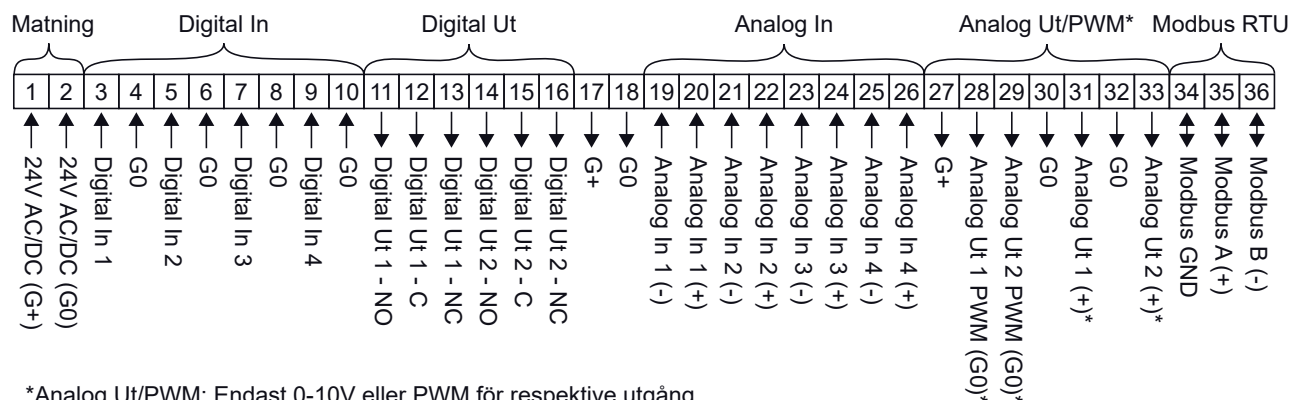 Matning Digital In Digital Ut Analog In Analog Ut/PWM* Modbus RTU
1 2 3 4 5 6 7 8 9 10 11 12 13 14 15 16 17 18 19 20 21 22 23 24 25 26 27 28 29 30 31 32 33 34 35 36
24V AC/DC (G+)
24V AC/DC (G0)
Digital In 1
G0
Digital In 2
G0
Digital In 3
G0
Digital In 4
G0
Digital Ut 1 - NO
Digital Ut 1 - C
Digital Ut 1 - NC
Digital Ut 2 - NO
Digital Ut 2 - C
Digital Ut 2 - NC
G+
G0
Analog In 1 (-)
Analog In 1 (+)
Analog In 2 (-)
Analog In 2 (+)
Analog In 3 (-)
Analog In 3 (+)
Analog In 4 (-)
Analog In 4 (+)
G+
Analog Ut 1 PWM (G0)*
Analog Ut 2 PWM (G0)*
G0
Analog Ut 1 (+)*
G0
Analog Ut 2 (+)*
Modbus GND
Modbus A (+)
Modbus B (-)
*Analog Ut/PWM: Endast 0-10V eller PWM för respektive utgång